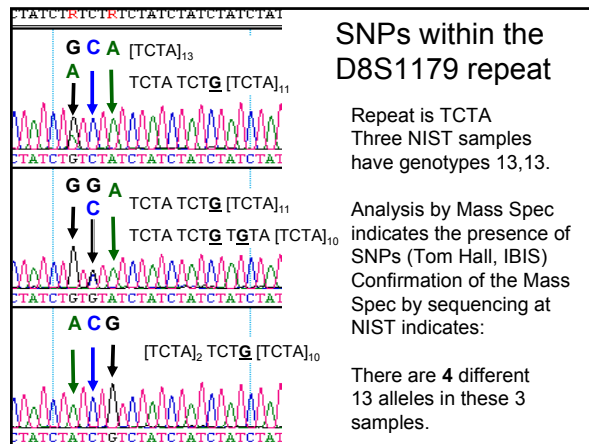 CTATCTRTCTRTCTATCTATCTATCTAT
G C A [TCTA]13
A
TCTA TCTG [TCTA]11
CTATCTGTCTATCTATCTATCTATCTAT
G G A
C
TCTA TCTG [TCTA]11
TCTA TCTG TGTA [TCTA]10
CTATCTGTGTATCTATCTATCTATCTAT
A C G
[TCTA]2 TCTG [TCTA]10
CTATCTATCTGTCTATCTATCTATCTAT
SNPs within the
D8S1179 repeat
Repeat is TCTA
Three NIST samples
have genotypes 13,13.
Analysis by Mass Spec
indicates the presence of
SNPs (Tom Hall, IBIS)
Confirmation of the Mass
Spec by sequencing at
NIST indicates:
There are 4 different
13 alleles in these 3
samples.